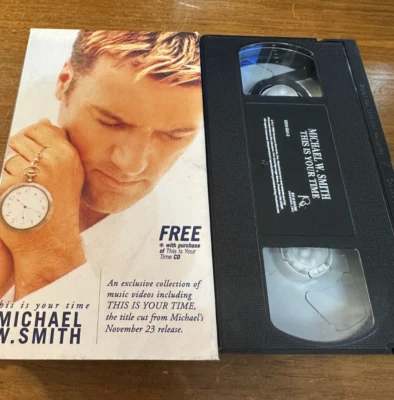 FREE
* with purchase
of This is Your
Time CD
An exclusive collection of
music videos including
THIS IS YOUR TIME,
the title cut from Michael's
November 23 release.
his is your time
MICHAEL
W. SMITH
MICHAEL W. SMITH
THIS IS YOUR TIME